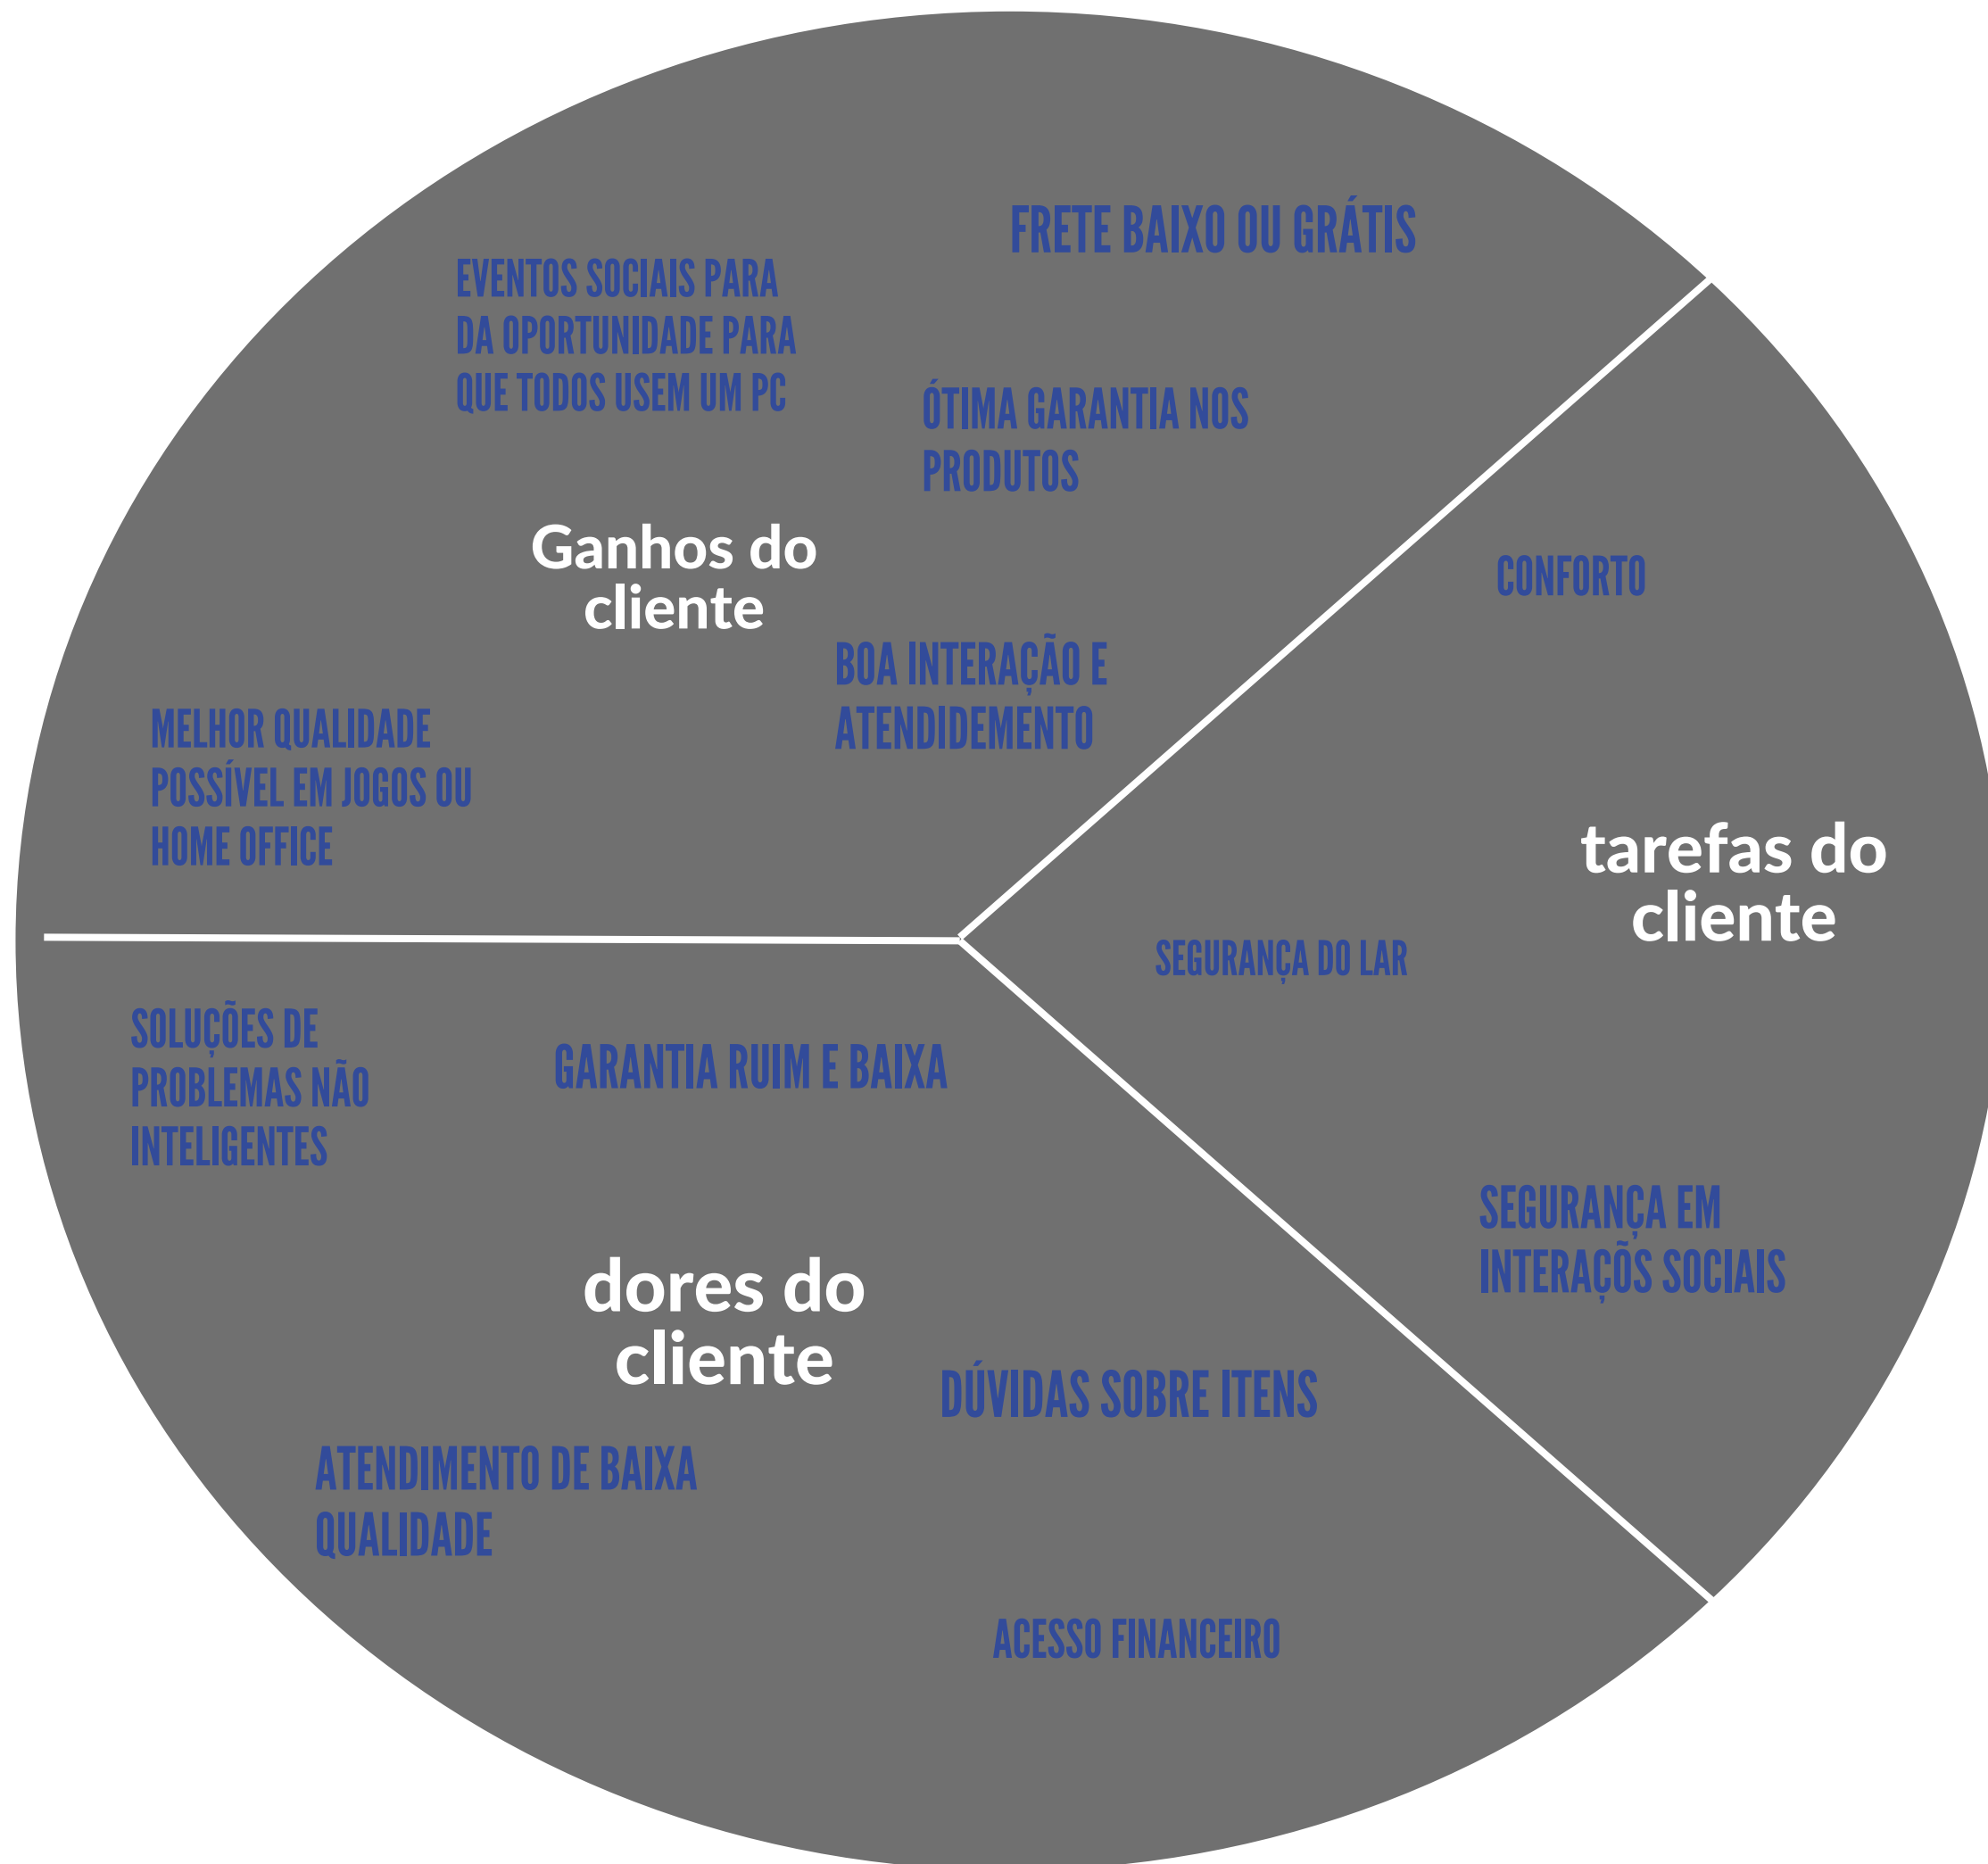 FRETE BAIXO OU GRÁTIS
EVENTOS SOCIAIS PARA
DA OPORTUNIDADE PARA
QUE TODOS USEM UM PC
ÓTIMA GARANTIA NOS
PRODUTOS
Ganhos do
cliente
BOA INTERAÇÃO E
ATENDIDEMENTO
MELHOR QUALIDADE
POSSÍVEL EM JOGOS OU
HOME OFFICE
CONFORTO
tarefas do
cliente
SEGURANÇA DO LAR
SEGURANÇA EM
INTERAÇÕS SOCIAIS
SOLUÇÕES DE
PROBLEMAS NÃO
INTELIGENTES
GARANTIA RUIM E BAIXA
dores do
cliente
DÚVIDAS SOBRE ITENS
ATENDIMENTO DE BAIXA
QUALIDADE
ACESSO FINANCEIRO